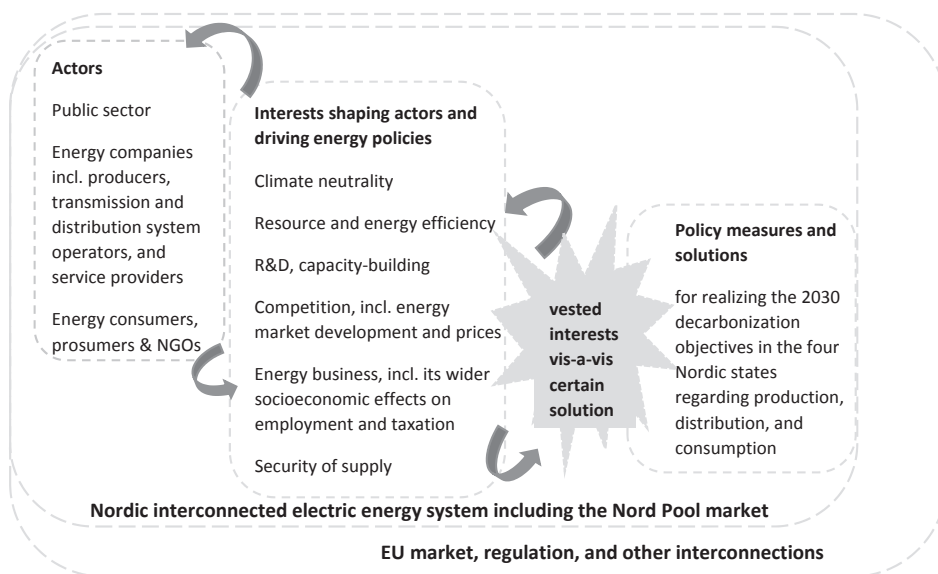 Actors
Public sector
Energy companies
incl. producers,
transmission and
distribution system
operators, and
service providers
Energy consumers,
prosumers & NGOs
Interests shaping actors and
driving energy policies
Climate neutrality
Resource and energy efficiency
R&D, capacity-building
Competition, incl. energy
market development and prices
Energy business, incl. its wider
socioeconomic effects on
employment and taxation
Security of supply
vested
interests
vis-a-vis
certain
solution
Policy measures and
solutions
for realizing the 2030
decarbonization
objectives in the four
Nordic states
regarding production,
distribution, and
consumption
Nordic interconnected electric energy system including the Nord Pool market
EU market, regulation, and other interconnections